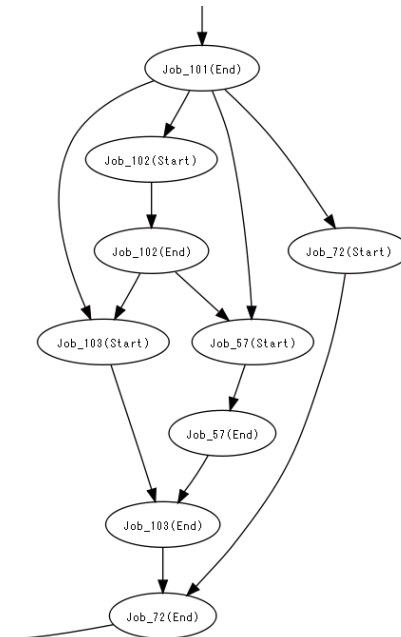 Job_101(End)
Job_102(Start)
Job_102(End)
Job_72(Start)
Job_103(Start)
Job_57(Start)
Job_57(End)
Job_103(End)
Job_72(End)